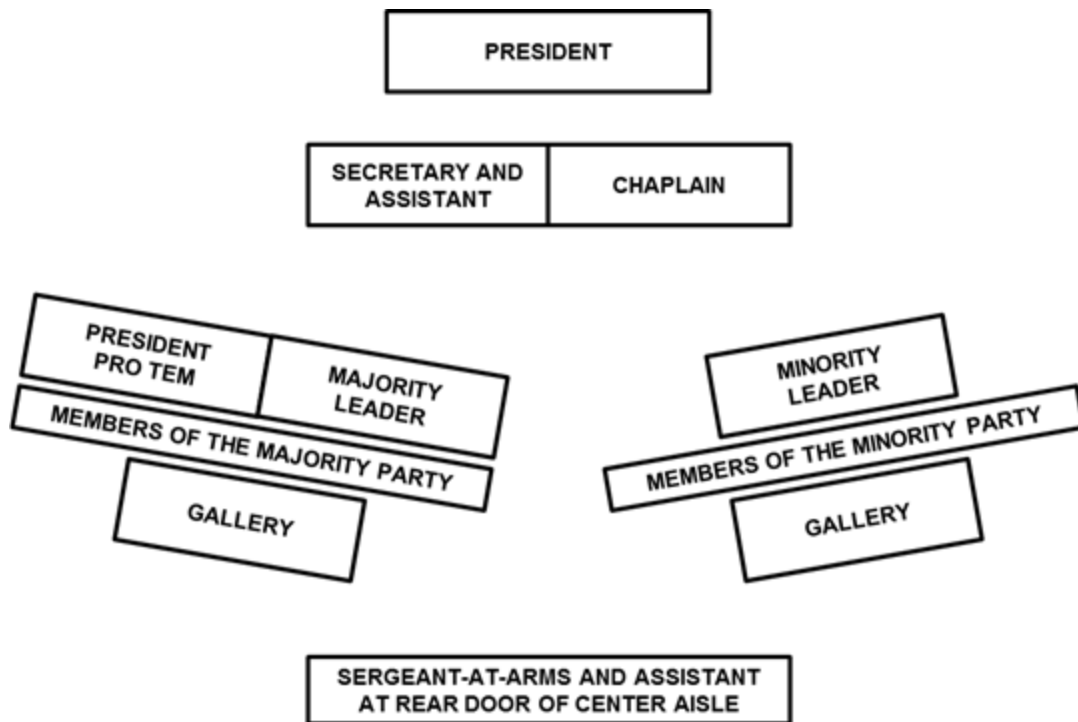 PRESIDENT
SECRETARY AND
ASSISTANT
CHAPLAIN
PRESIDENT
PRO TEM
MAJORITY
LEADER
MEMBERS OF THE MAJORITY PARTY
GALLERY
MINORITY
LEADER
MEMBERS OF THE MINORITY PARTY
GALLERY
SERGEANT-AT-ARMS AND ASSISTANT
AT REAR DOOR OF CENTER AISLE